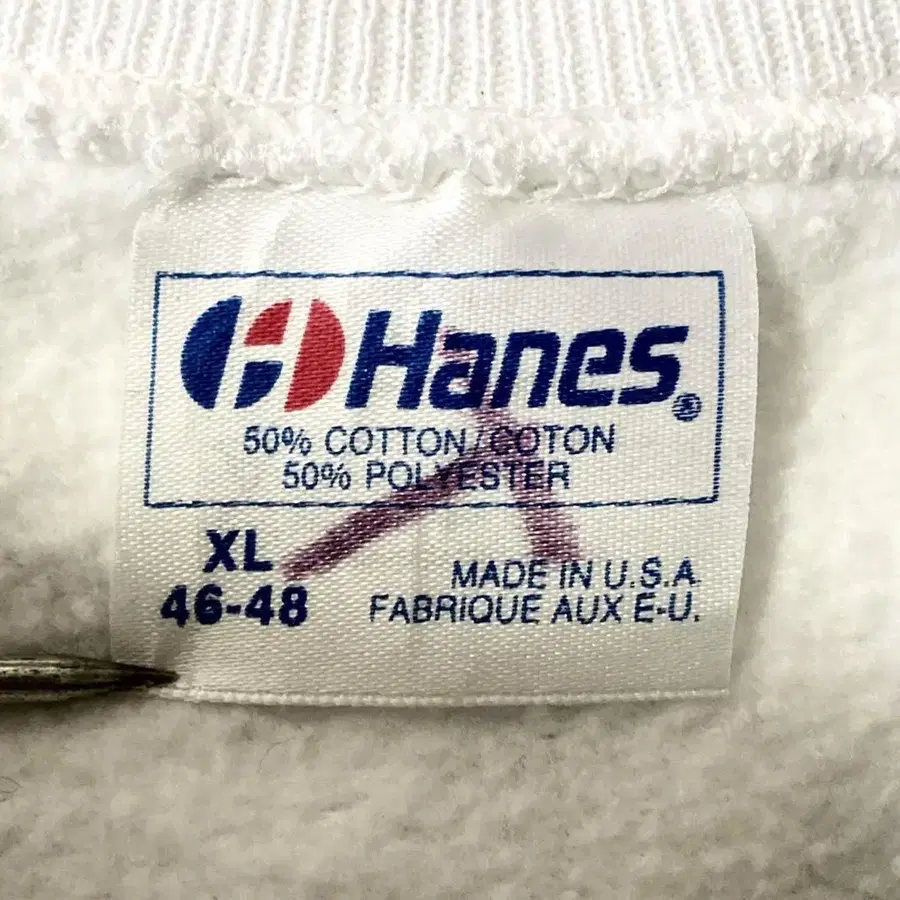 Hanes®
50% COTTON/COTON
50% POLYESTER
XL
46-48
MADE IN U.S.A.
FABRIQUE AUX E-U.